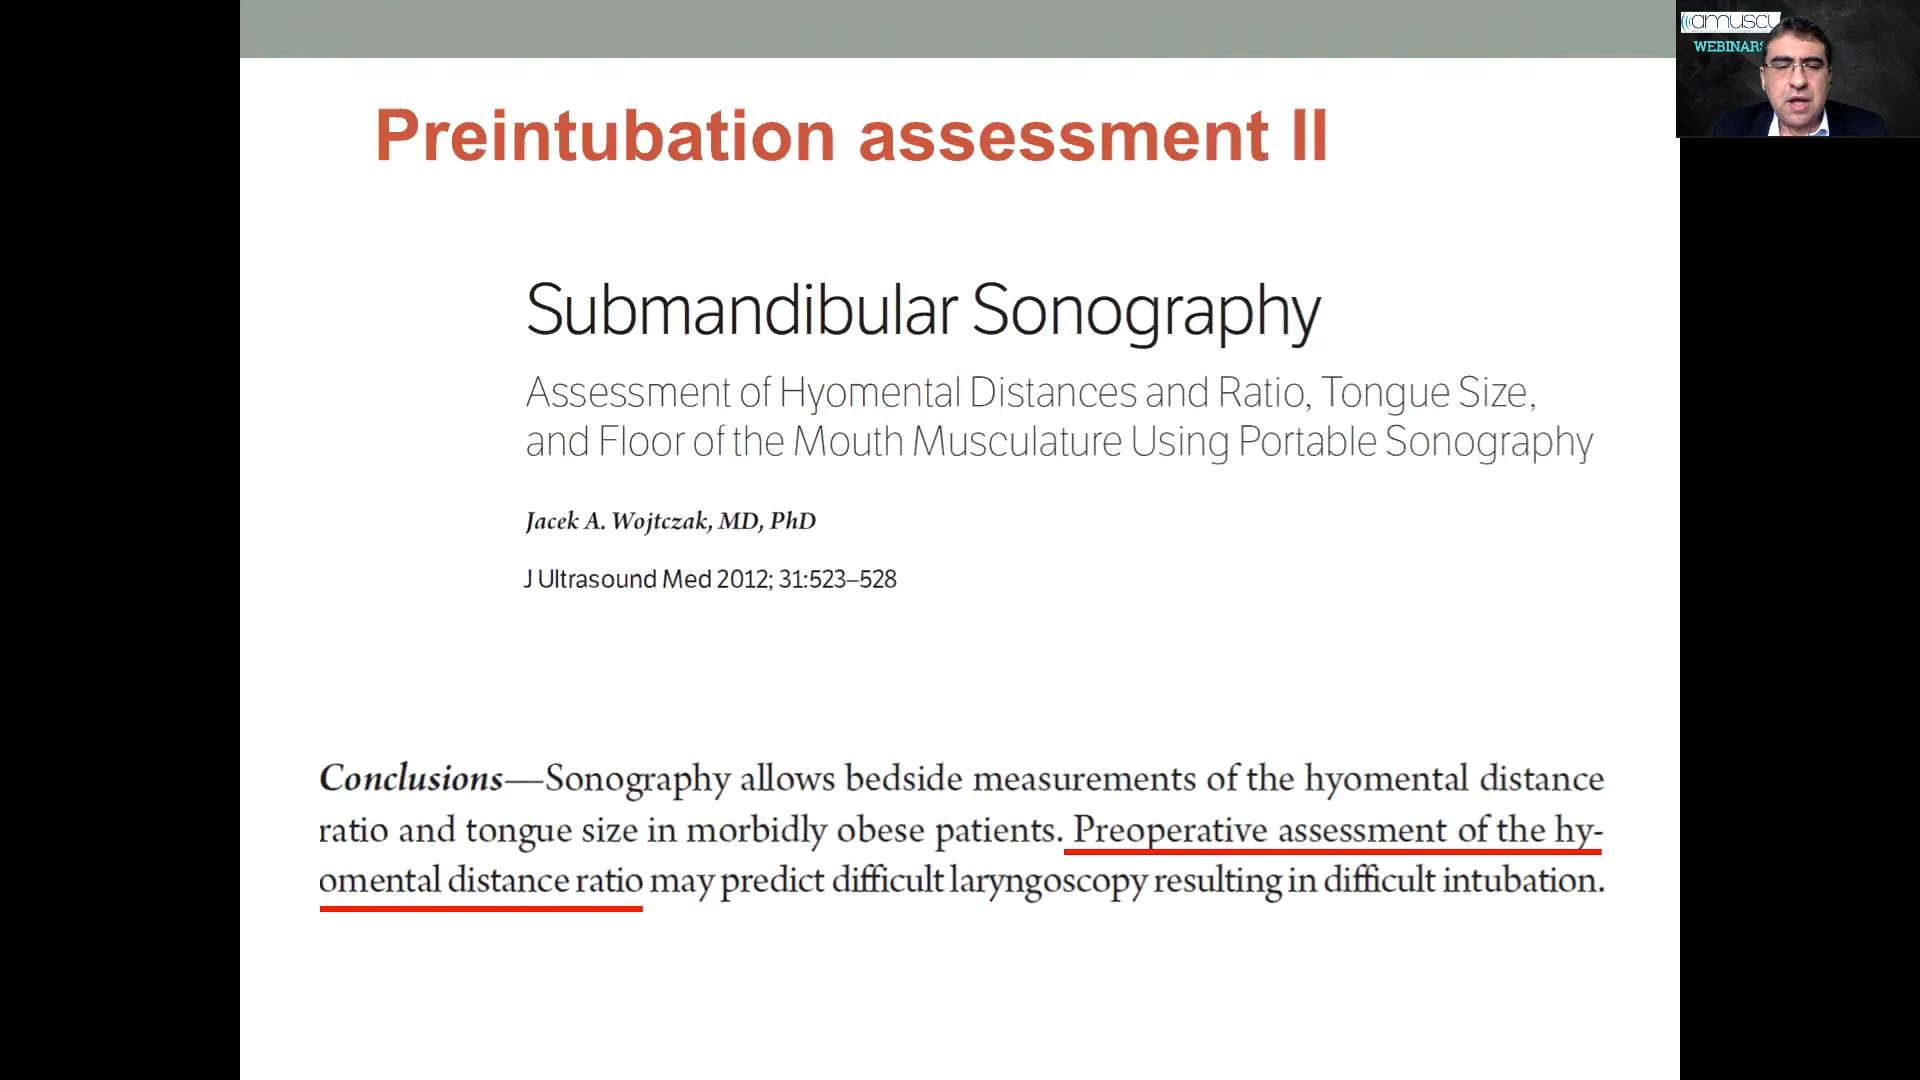 amuscu
WEBINARS
Preintubation assessment II
Submandibular Sonography
Assessment of Hyomental Distances and Ratio, Tongue Size,
and Floor of the Mouth Musculature Using Portable Sonography
Jacek A. Wojtczak, MD, PhD
J Ultrasound Med 2012; 31:523–528
Conclusions—Sonography allows bedside measurements of the hyomental distance
ratio and tongue size in morbidly obese patients. Preoperative assessment of the hy-
omental distance ratio may predict difficult laryngoscopy resulting in difficult intubation.